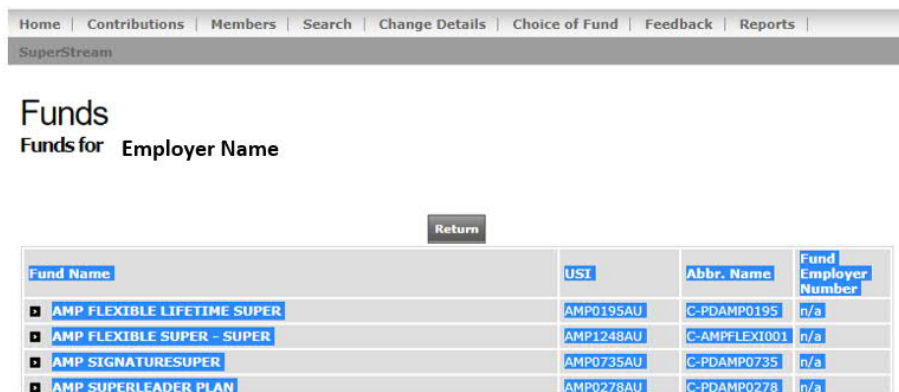 Home | Contributions | Members | Search | Change Details | Choice of Fund | Feedback | Reports |
SuperStream
Funds
Funds for Employer Name
Return
Fund Name USI Abbr. Name Fund Employer Number
AMP FLEXIBLE LIFETIME SUPER AMP0195AU C-PDAMP0195 n/a
AMP FLEXIBLE SUPER - SUPER AMP1248AU C-AMPFLEXI001 n/a
AMP SIGNATURESUPER AMP0735AU C-PDAMP0735 n/a
AMP SUPERLEADER PLAN AMP0278AU C-PDAMP0278 n/a